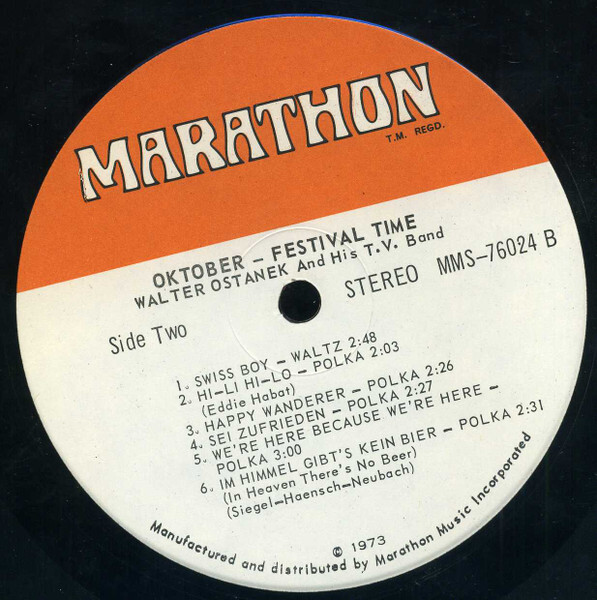 MARATHON
T.M. REGD.
OKTOBER – FESTIVAL TIME
WALTER OSTANEK And His T.V. Band
Side Two
STEREO MMS-76024 B
1. SWISS BOY – WALTZ 2:48
2. HI-LI HI-LO – POLKA 2:03
(Eddie Habat)
3. HAPPY WANDERER – POLKA 2:26
4. SEI ZUFRIEDEN – POLKA 2:27
5. WE'RE HERE BECAUSE WE'RE HERE –
POLKA 3:00
6. IM HIMMEL GIBT'S KEIN BIER – POLKA 2:31
(In Heaven There's No Beer)
(Siegel-Haensch-Neubach)
© 1973
Manufactured and distributed by Marathon Music Incorporated